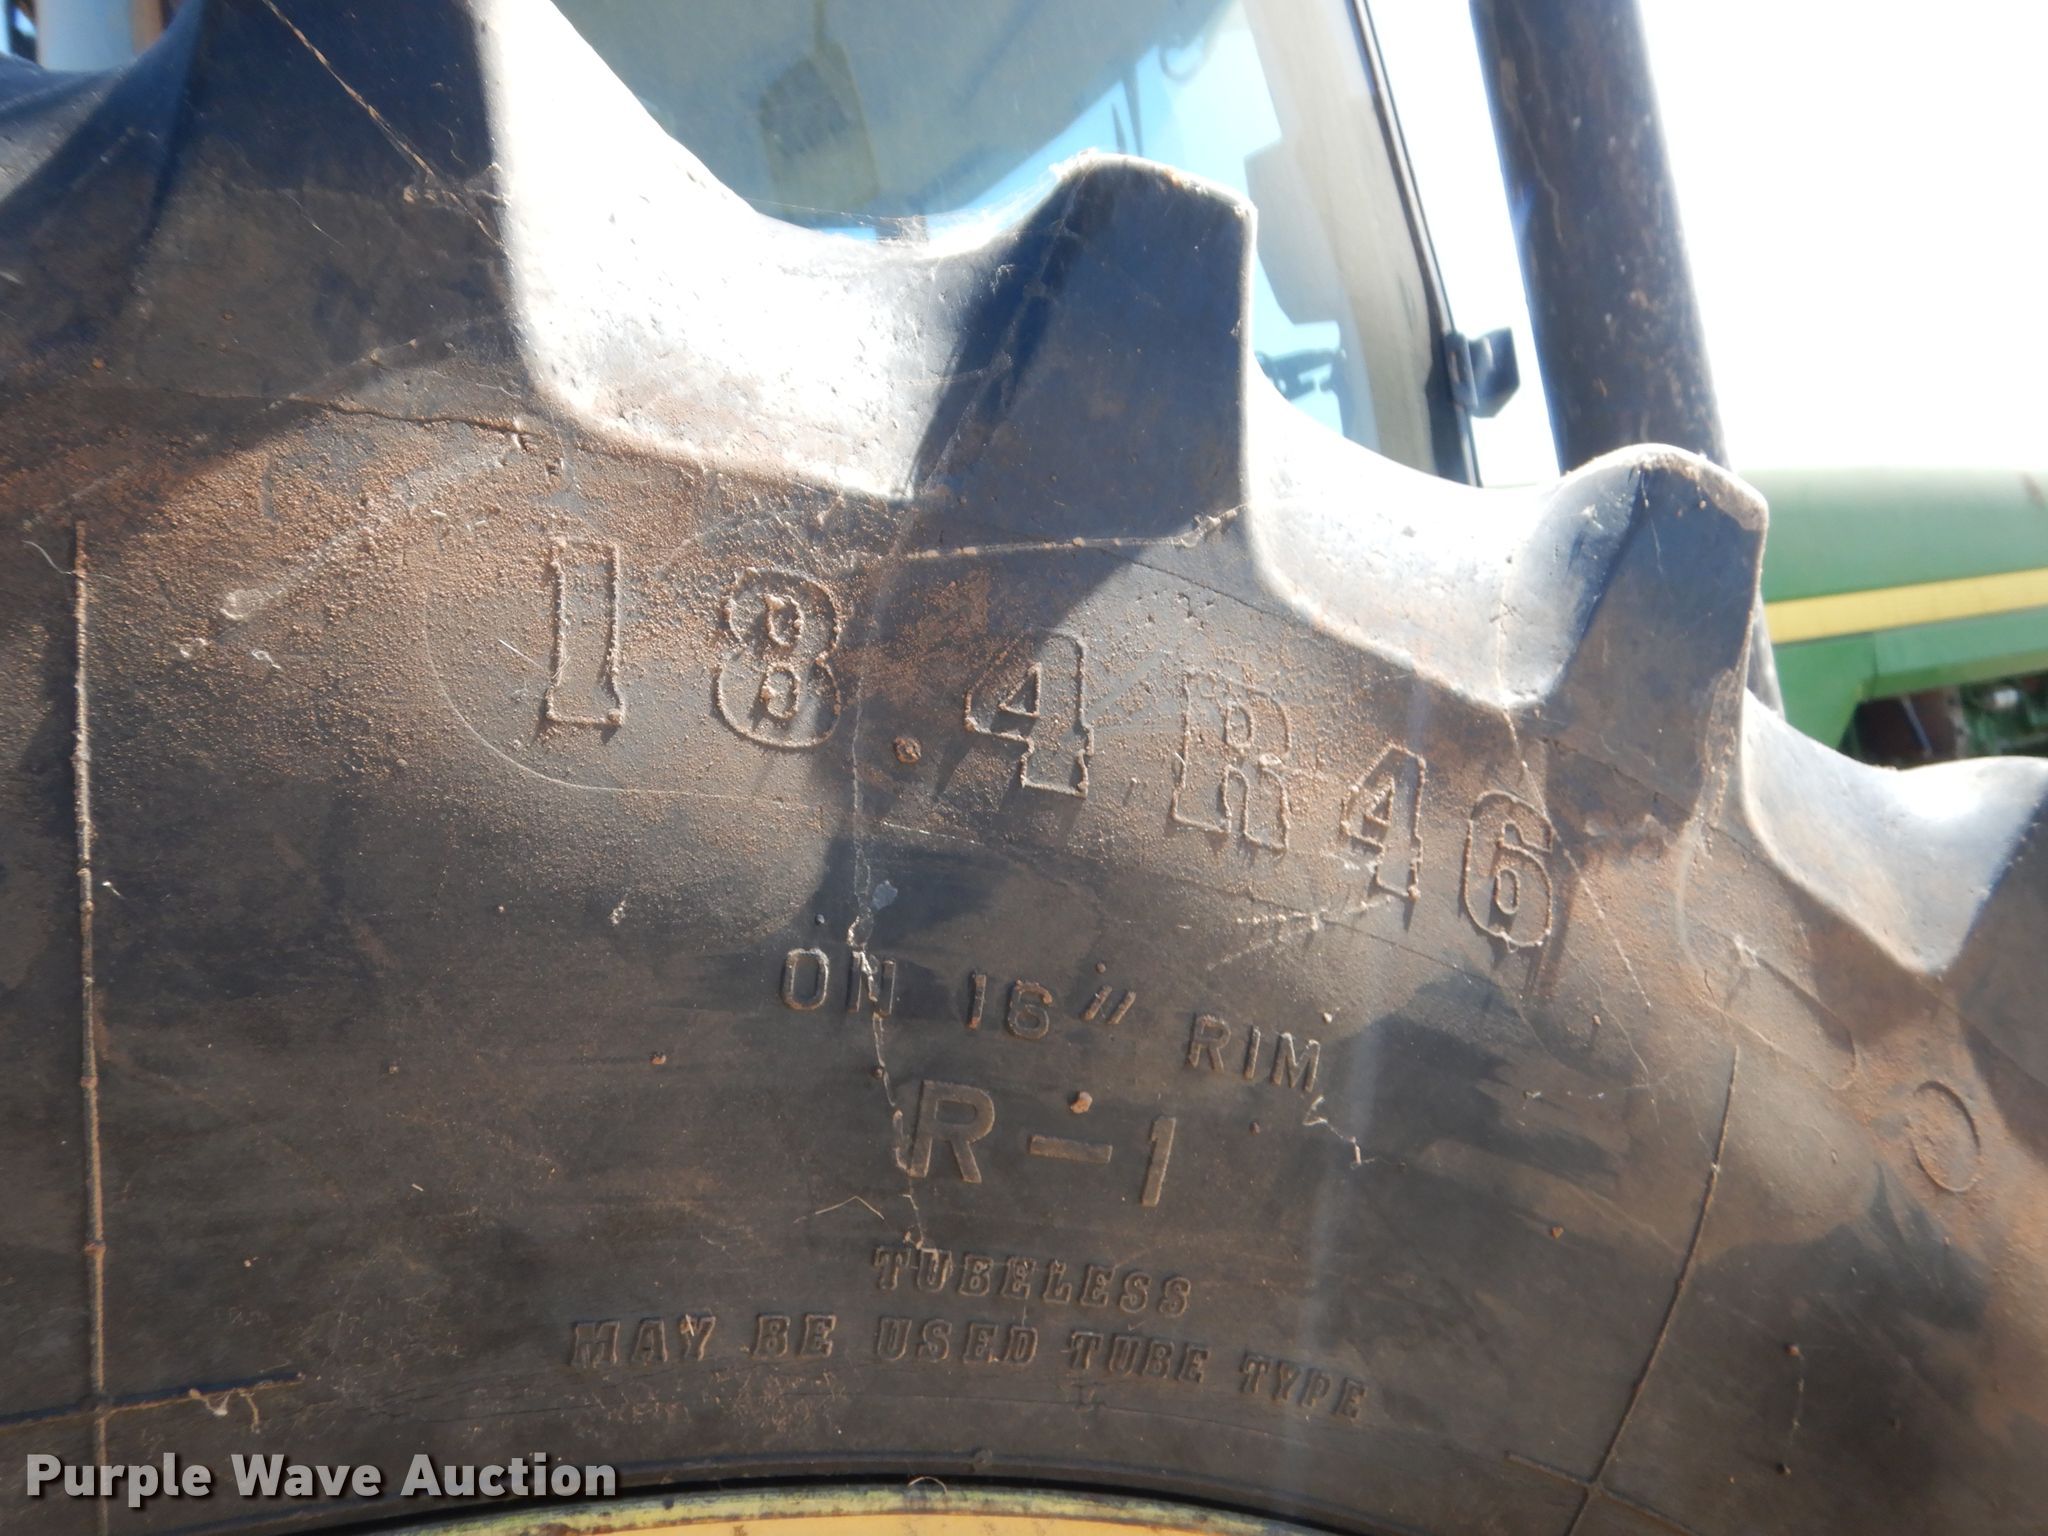 18.4R46
ON 16" RIM
R-1
TUBELESS
MAY BE USED TUBE TYPE
Purple Wave Auction